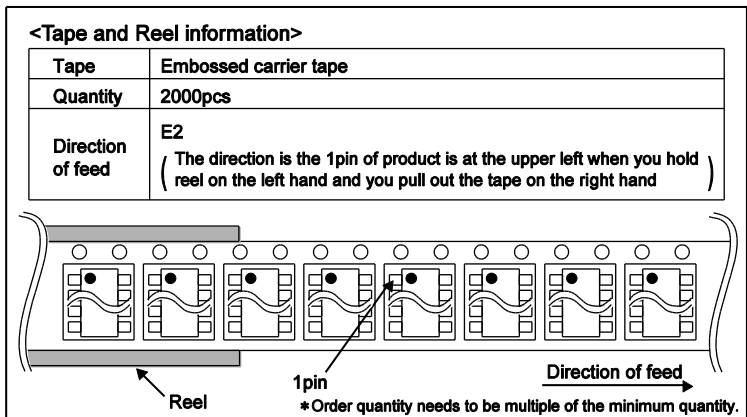 <Tape and Reel information>
Tape Embossed carrier tape
Quantity 2000pcs
Direction of feed E2
( The direction is the 1pin of product is at the upper left when you hold
reel on the left hand and you pull out the tape on the right hand )
Reel
1pin
Direction of feed
*Order quantity needs to be multiple of the minimum quantity.